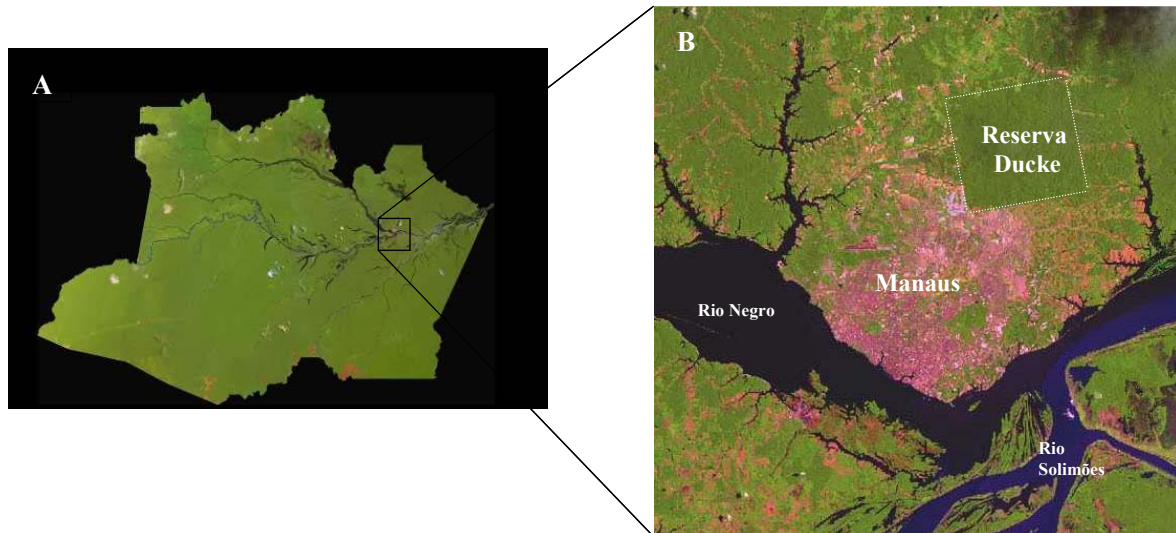 A
B
Reserva
Ducke
Manaus
Rio Negro
Rio
Solimões